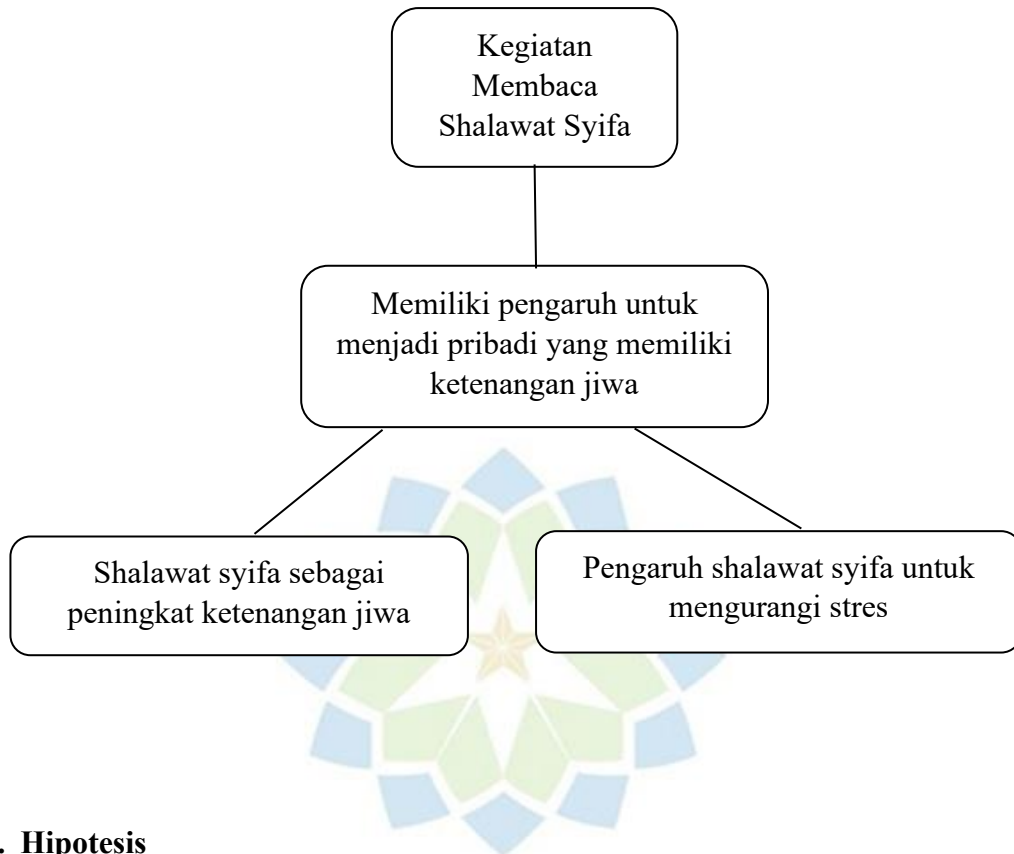 Kegiatan
Membaca
Shalawat Syifa
Memiliki pengaruh untuk
menjadi pribadi yang memiliki
ketenangan jiwa
Shalawat syifa sebagai
peningkat ketenangan jiwa
Pengaruh shalawat syifa untuk
mengurangi stres
. Hipotesis